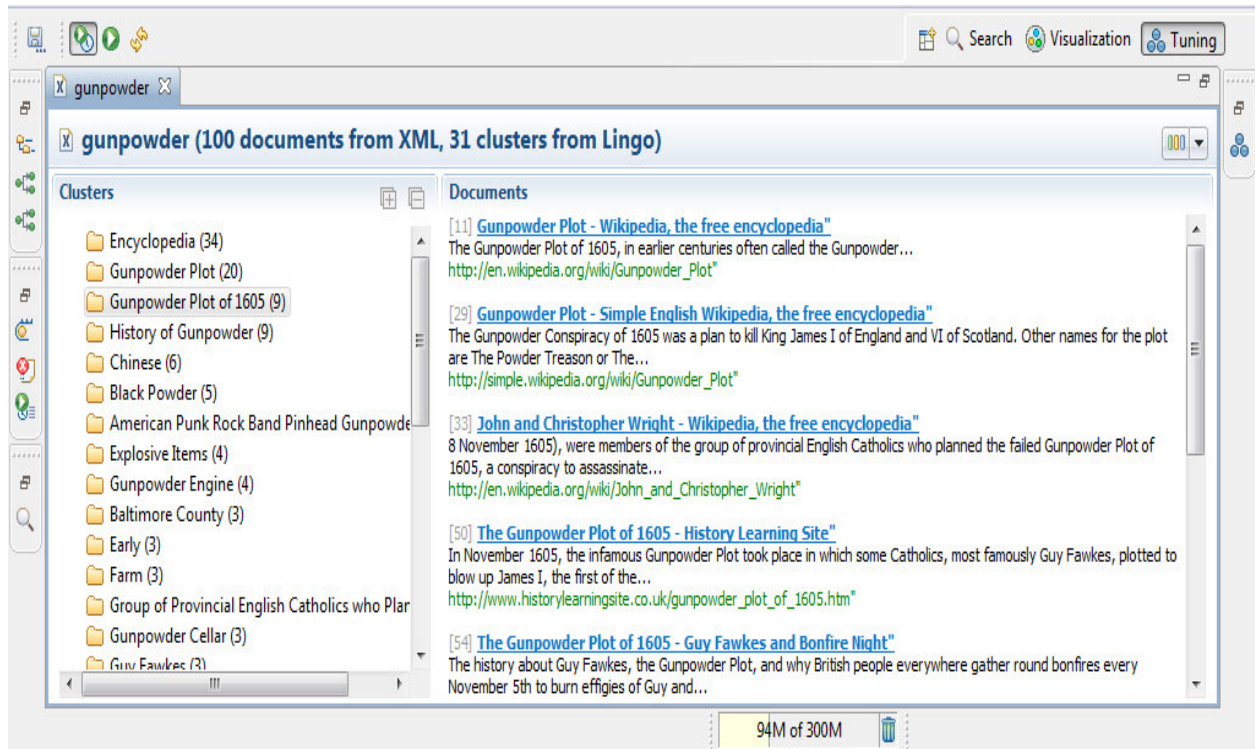 Search Visualization Tuning
gunpowder
gunpowder (100 documents from XML, 31 clusters from Lingo)
Clusters
Encyclopedia (34)
Gunpowder Plot (20)
Gunpowder Plot of 1605 (9)
History of Gunpowder (9)
Chinese (6)
Black Powder (5)
American Punk Rock Band Pinhead Gunpowde
Explosive Items (4)
Gunpowder Engine (4)
Baltimore County (3)
Early (3)
Farm (3)
Group of Provincial English Catholics who Plan
Gunpowder Cellar (3)
Guy Fawkes (3)
Documents
[11] Gunpowder Plot - Wikipedia, the free encyclopedia"
The Gunpowder Plot of 1605, in earlier centuries often called the Gunpowder...
http://en.wikipedia.org/wiki/Gunpowder_Plot"
[29] Gunpowder Plot - Simple English Wikipedia, the free encyclopedia"
The Gunpowder Conspiracy of 1605 was a plan to kill King James I of England and VI of Scotland. Other names for the plot
are The Powder Treason or The...
http://simple.wikipedia.org/wiki/Gunpowder_Plot"
[33] John and Christopher Wright - Wikipedia, the free encyclopedia"
8 November 1605), were members of the group of provincial English Catholics who planned the failed Gunpowder Plot of
1605, a conspiracy to assassinate...
http://en.wikipedia.org/wiki/John_and_Christopher_Wright"
[50] The Gunpowder Plot of 1605 - History Learning Site"
In November 1605, the infamous Gunpowder Plot took place in which some Catholics, most famously Guy Fawkes, plotted to
blow up James I, the first of the...
http://www.historylearningsite.co.uk/gunpowder_plot_of_1605.htm"
[54] The Gunpowder Plot of 1605 - Guy Fawkes and Bonfire Night"
The history about Guy Fawkes, the Gunpowder Plot, and why British people everywhere gather round bonfires every
November 5th to burn effigies of Guy and...
94M of 300M